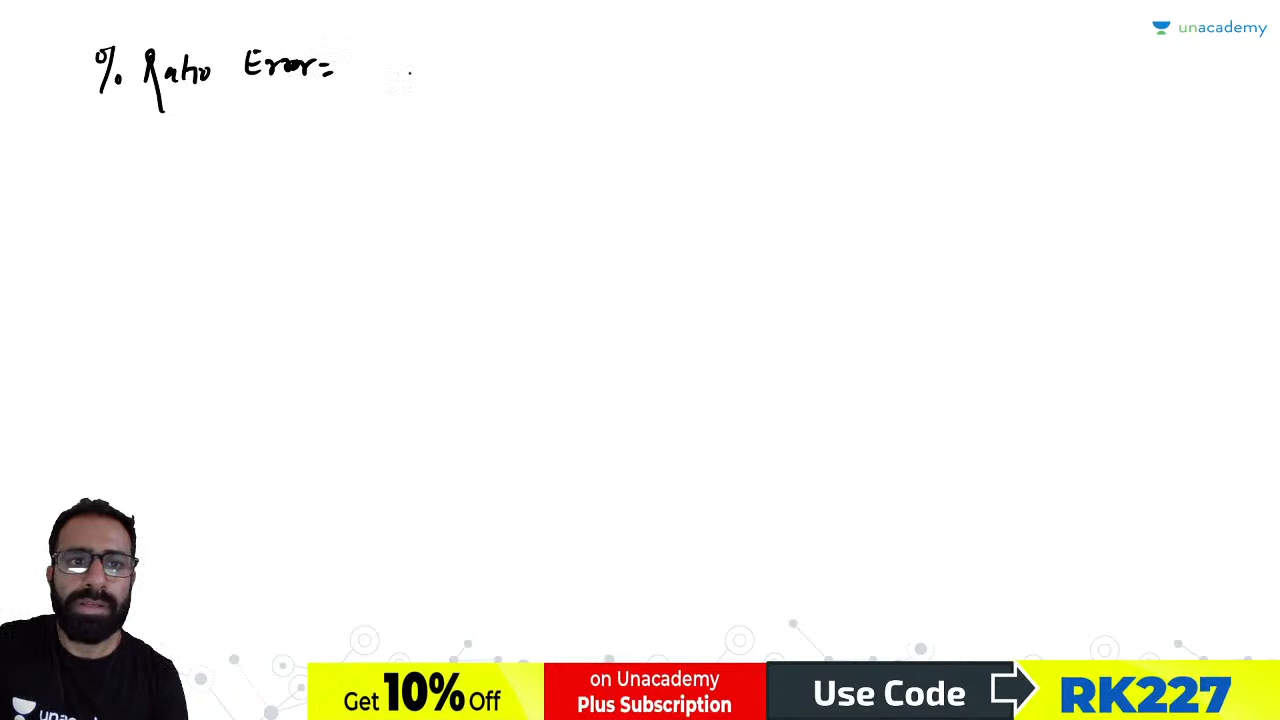 unacademy
% Ratio Error=
Get 10% Off
on Unacademy
Plus Subscription
Use Code
RK227